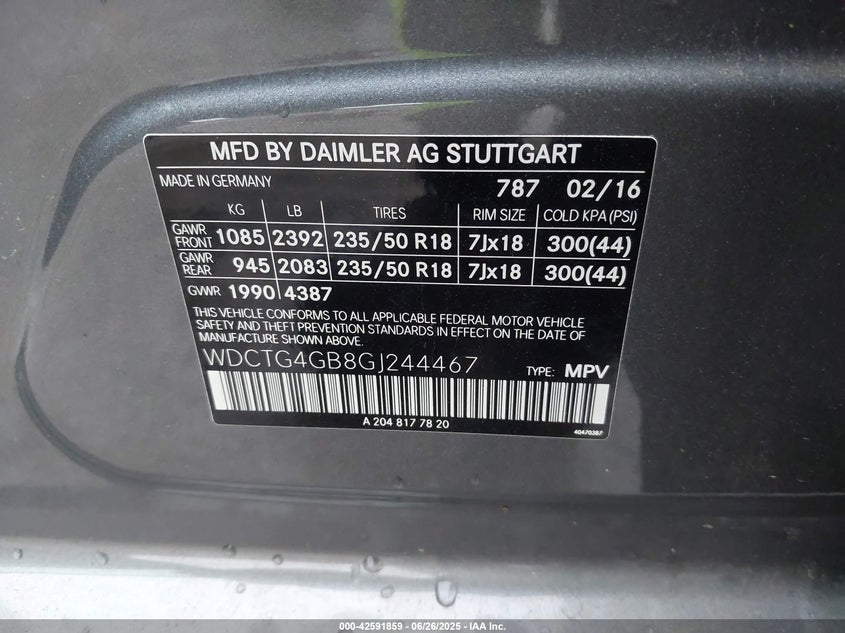 MFD BY DAIMLER AG STUTTGART
MADE IN GERMANY 787 02/16
KG LB TIRES RIM SIZE COLD KPA (PSI)
GAWR FRONT 1085 2392 235/50 R18 7Jx18 300(44)
GAWR REAR 945 2083 235/50 R18 7Jx18 300(44)
GVWR 1990 4387
THIS VEHICLE CONFORMS TO ALL APPLICABLE FEDERAL MOTOR VEHICLE
SAFETY AND THEFT PREVENTION STANDARDS IN EFFECT ON THE DATE OF
MANUFACTURE SHOWN ABOVE.
WDCTG4GB8GJ244467 TYPE: MPV
A 204 817 78 20
40470387
000-42591859 - 06/26/2025 - IAA Inc.